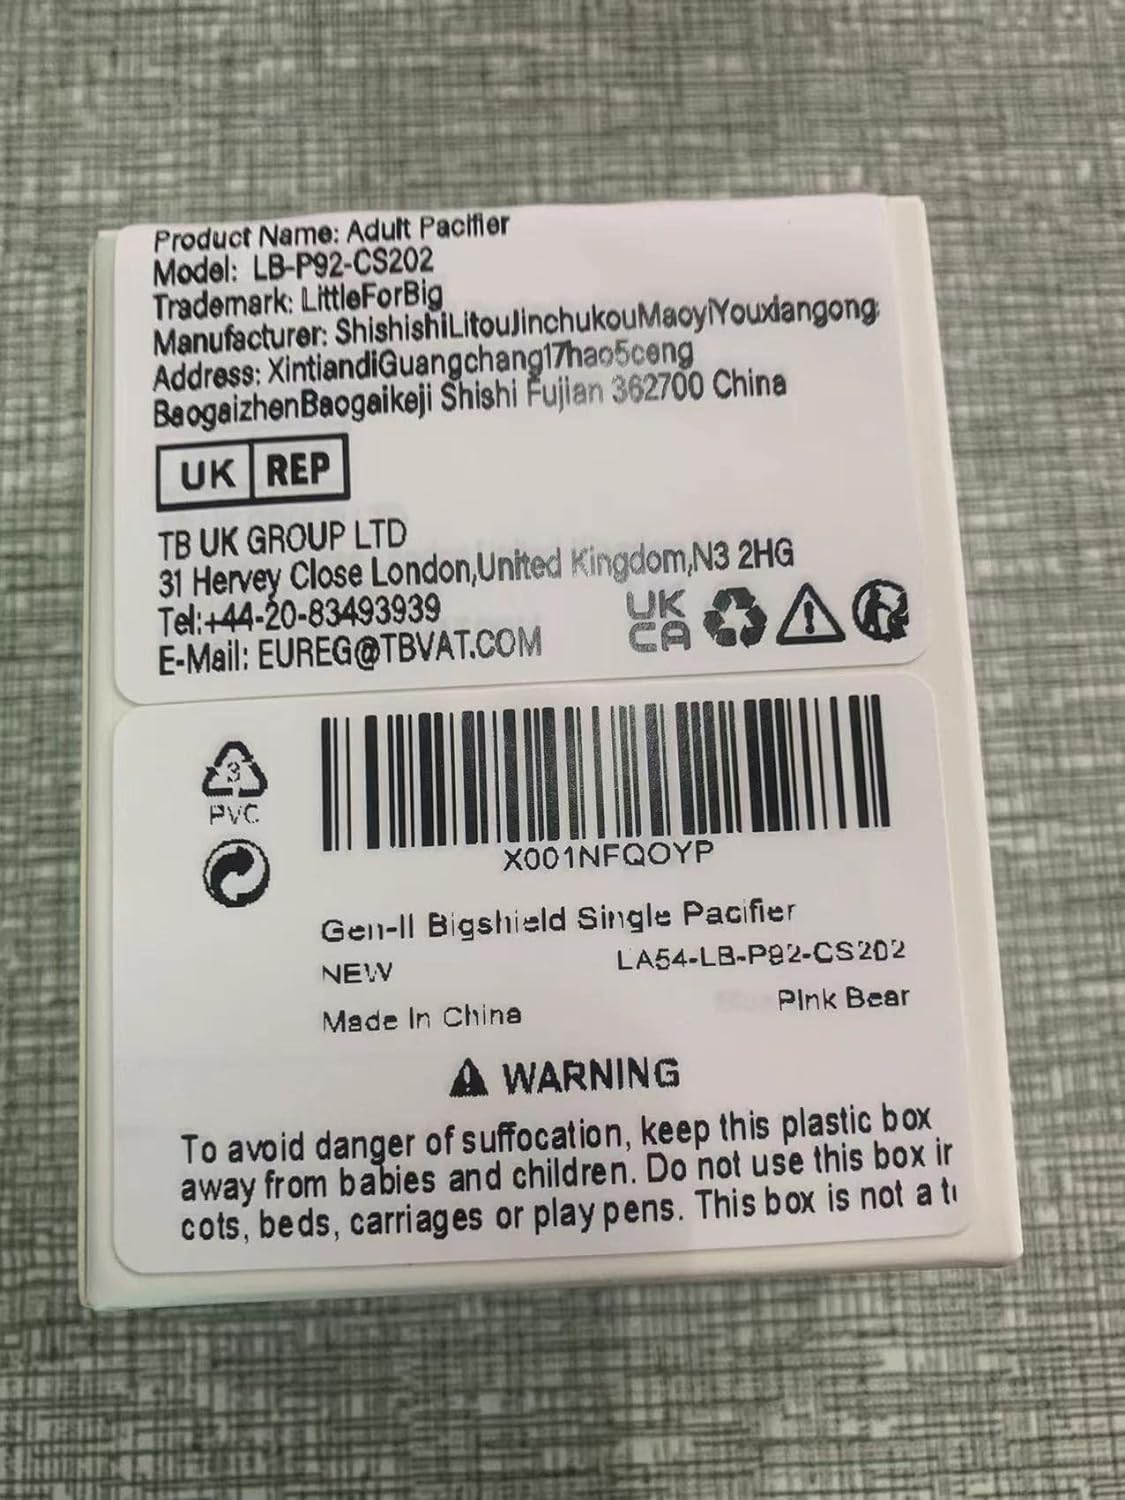 Product Name: Adult Pacifier
Model: LB-P92-CS202
Trademark: LittleForBig
Manufacturer: ShishishiLitouJinchukouMaoyiYouxiangong
Address: XintiandiGuangchang17hao5ceng
BaogaizhenBaogaikeji Shishi Fujian 362700 China
UK REP
TB UK GROUP LTD
31 Hervey Close London,United Kingdom,N3 2HG
Tel:+44-20-83493939
E-Mail: EUREG@TBVAT.COM
UK
CA
3
PVC
X001NFQOYP
Gen-II Bigshield Single Pacifier
NEW LA54-LB-P92-CS202
Made In China Pink Bear
WARNING
To avoid danger of suffocation, keep this plastic box
away from babies and children. Do not use this box in
cots, beds, carriages or play pens. This box is not a